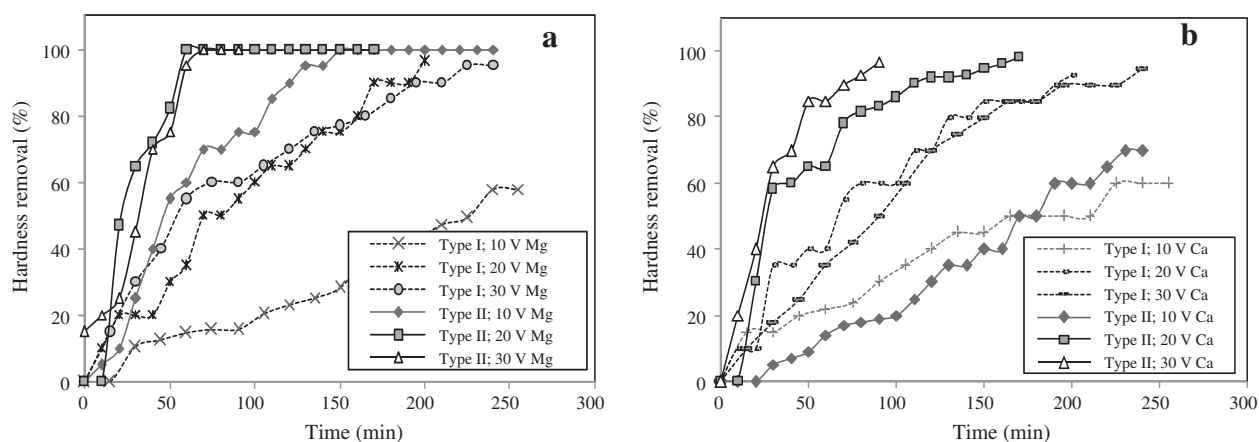 a
Hardness removal (%)
100
80
60
40
20
0
0 50 100 150 200 250 300
Time (min)
Type I; 10 V Mg
Type I; 20 V Mg
Type I; 30 V Mg
Type II; 10 V Mg
Type II; 20 V Mg
Type II; 30 V Mg
b
Hardness removal (%)
100
80
60
40
20
0
0 50 100 150 200 250 300
Time (min)
Type I; 10 V Ca
Type I; 20 V Ca
Type I; 30 V Ca
Type II; 10 V Ca
Type II; 20 V Ca
Type II; 30 V Ca